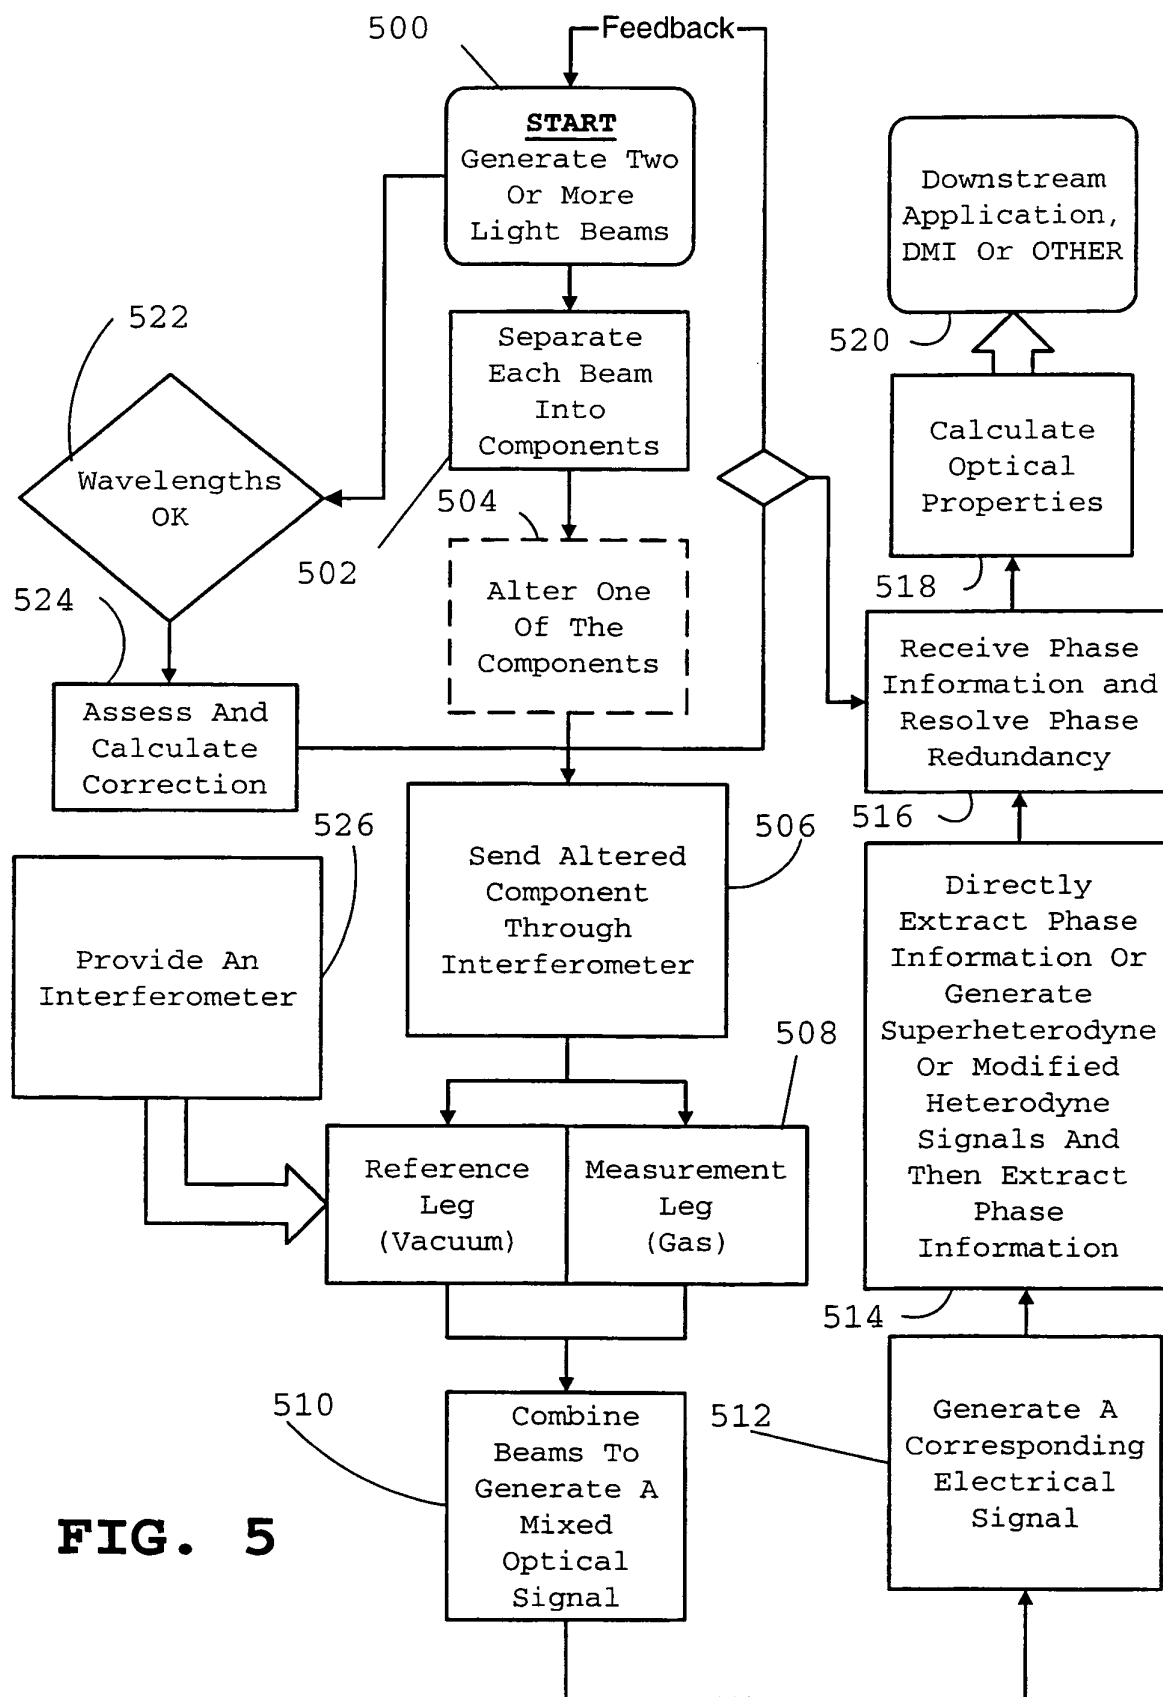 500
Feedback
START
Generate Two
Or More
Light Beams
Downstream
Application,
DMI Or OTHER
520
522
Separate
Each Beam
Into
Components
502
Wavelengths
OK
504
Alter One
Of The
Components
524
Assess And
Calculate
Correction
Calculate
Optical
Properties
518
Receive Phase
Information and
Resolve Phase
Redundancy
516
526
Provide An
Interferometer
Send Altered
Component
Through
Interferometer
506
508
Reference
Leg
(Vacuum)
Measurement
Leg
(Gas)
Directly
Extract Phase
Information Or
Generate
Superheterodyne
Or Modified
Heterodyne
Signals And
Then Extract
Phase
Information
514
510
Combine
Beams To
Generate A
Mixed
Optical
Signal
512
Generate A
Corresponding
Electrical
Signal
FIG. 5